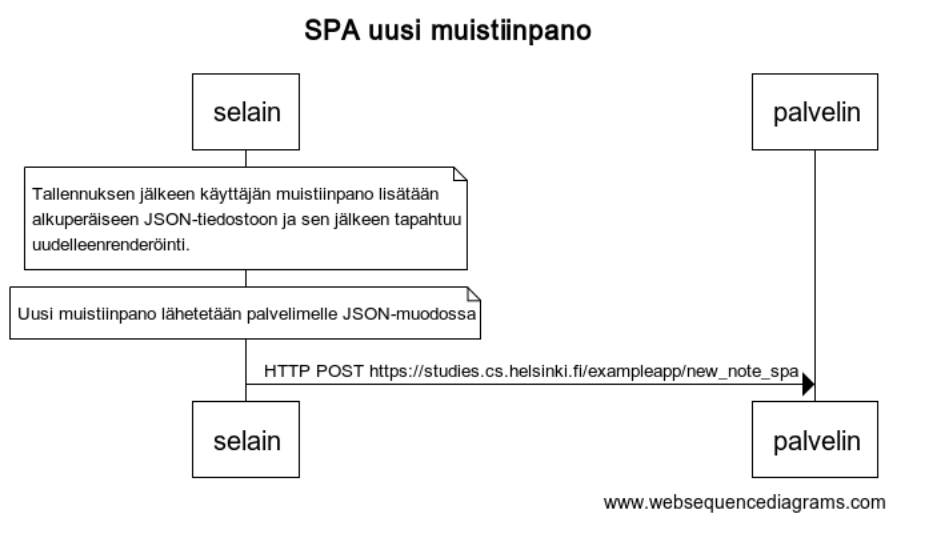 SPA uusi muistiinpano
selain
palvelin
Tallennuksen jälkeen käyttäjän muistiinpano lisätään
alkuperäiseen JSON-tiedostoon ja sen jälkeen tapahtuu
uudelleenrenderöinti.
Uusi muistiinpano lähetetään palvelimelle JSON-muodossa
HTTP POST https://studies.cs.helsinki.fi/exampleapp/new_note_spa
selain
palvelin
www.websequencediagrams.com